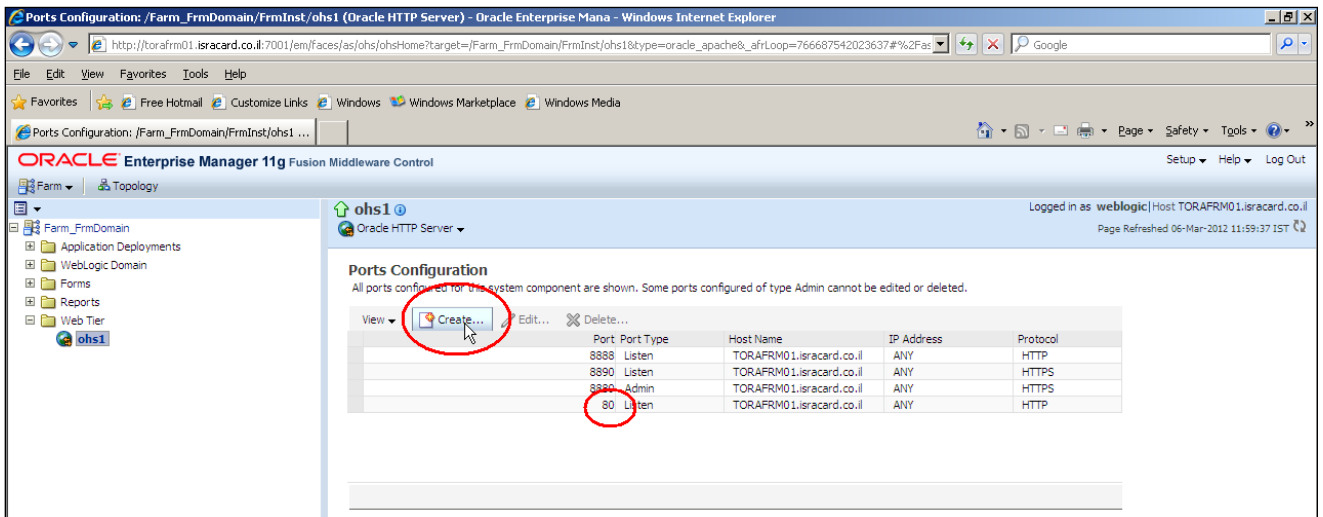 Ports Configuration: /Farm_FrmDomain/FrmInst/ohs1 (Oracle HTTP Server) - Oracle Enterprise Mana - Windows Internet Explorer
http://torafrm01.isracard.co.il:7001/em/faces/as/ohs/ohsHome?target=/Farm_FrmDomain/FrmInst/ohs1&type=oracle_apache&_afrLoop=766687542023637#%2Fas
Google
File Edit View Favorites Tools Help
Favorites Free Hotmail Customize Links Windows Windows Marketplace Windows Media
Ports Configuration: /Farm_FrmDomain/FrmInst/ohs1 ... Page Safety Tools »
ORACLE Enterprise Manager 11g Fusion Middleware Control Setup Help Log Out
Farm Topology
ohs1 Logged in as weblogic|Host TORAFRM01.isracard.co.il
Oracle HTTP Server Page Refreshed 06-Mar-2012 11:59:37 IST
Farm_FrmDomain
Application Deployments
WebLogic Domain
Forms
Reports
Web Tier
ohs1
Ports Configuration
All ports configured for this system component are shown. Some ports configured of type Admin cannot be edited or deleted.
View Create... Edit... Delete...
Port Port Type Host Name IP Address Protocol
8888 Listen TORAFRM01.isracard.co.il ANY HTTP
8890 Listen TORAFRM01.isracard.co.il ANY HTTPS
Admin TORAFRM01.isracard.co.il ANY HTTPS
80 Listen TORAFRM01.isracard.co.il ANY HTTP